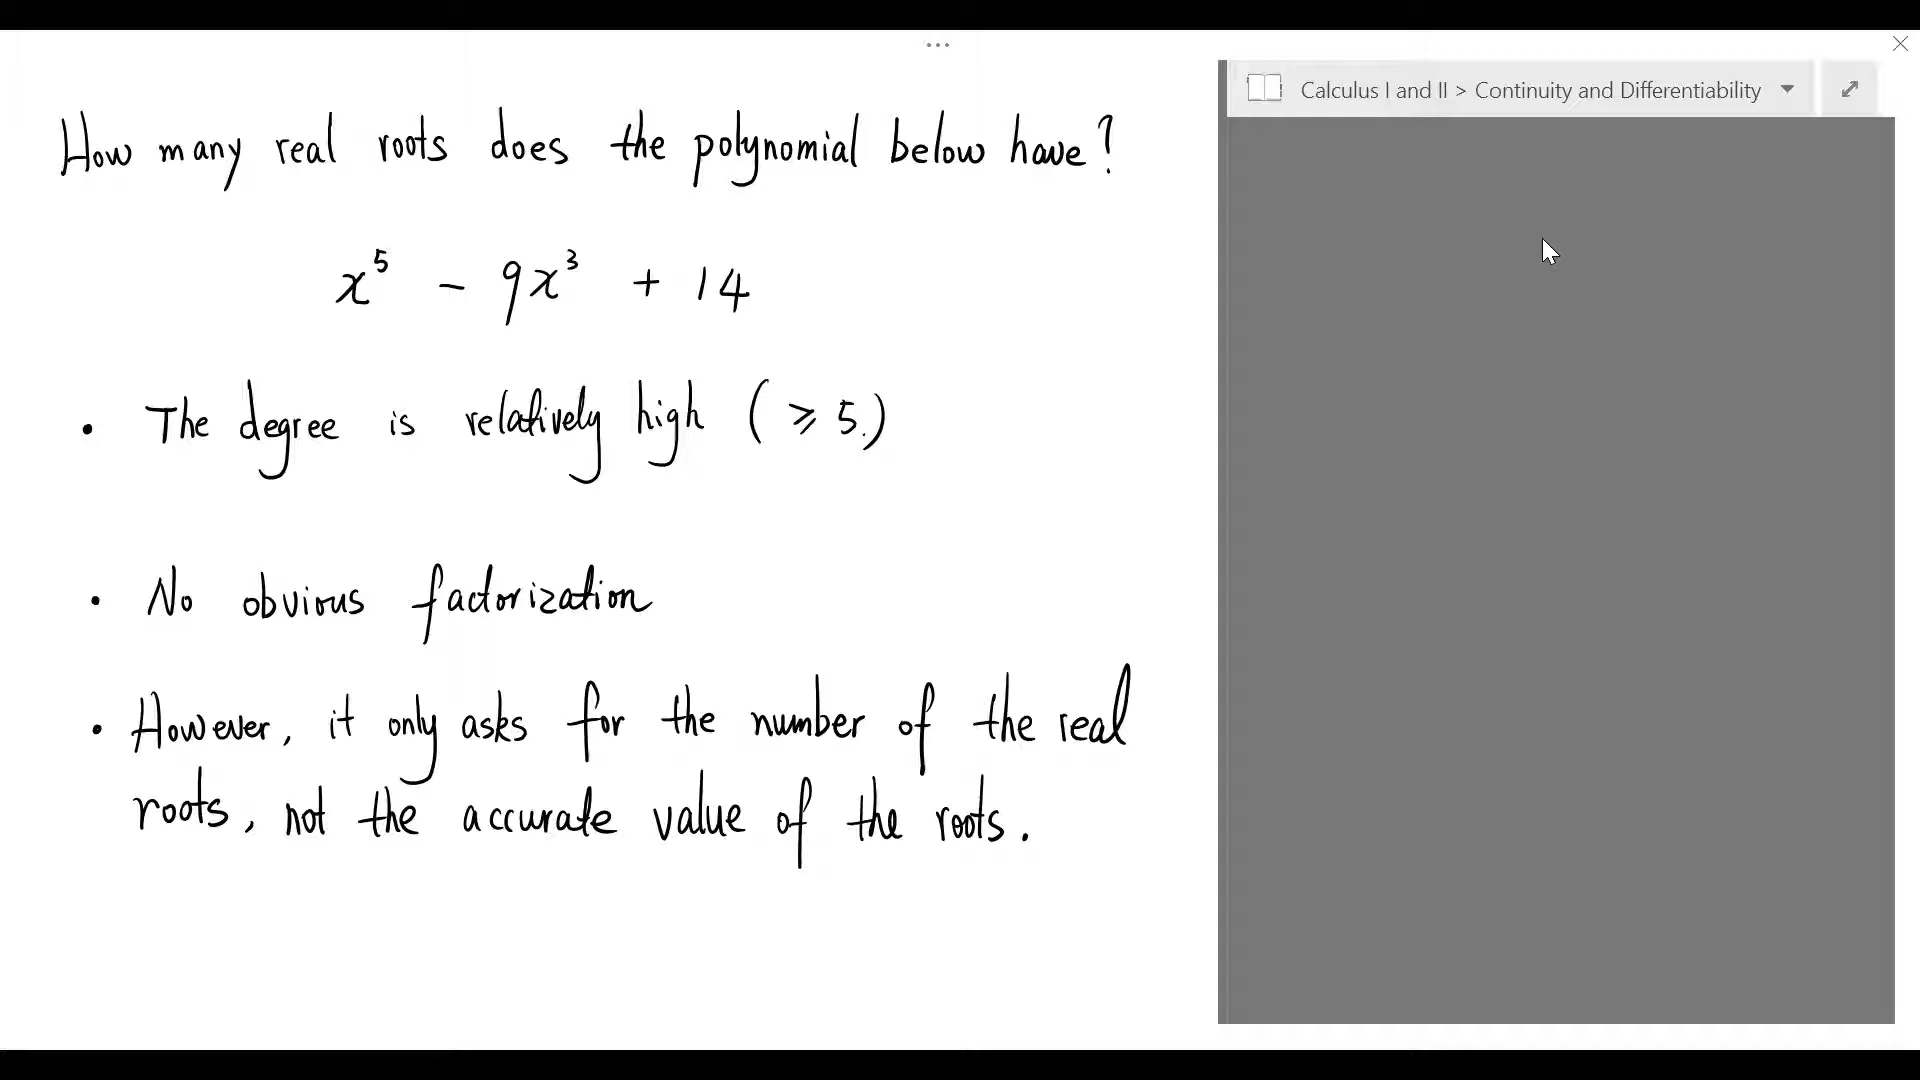 How many real roots does the polynomial below have?
x⁵ - 9x³ + 14
• The degree is relatively high (⩾ 5.)
• No obvious factorization
• However, it only asks for the number of the real
roots, not the accurate value of the roots.
Calculus I and II > Continuity and Differentiability